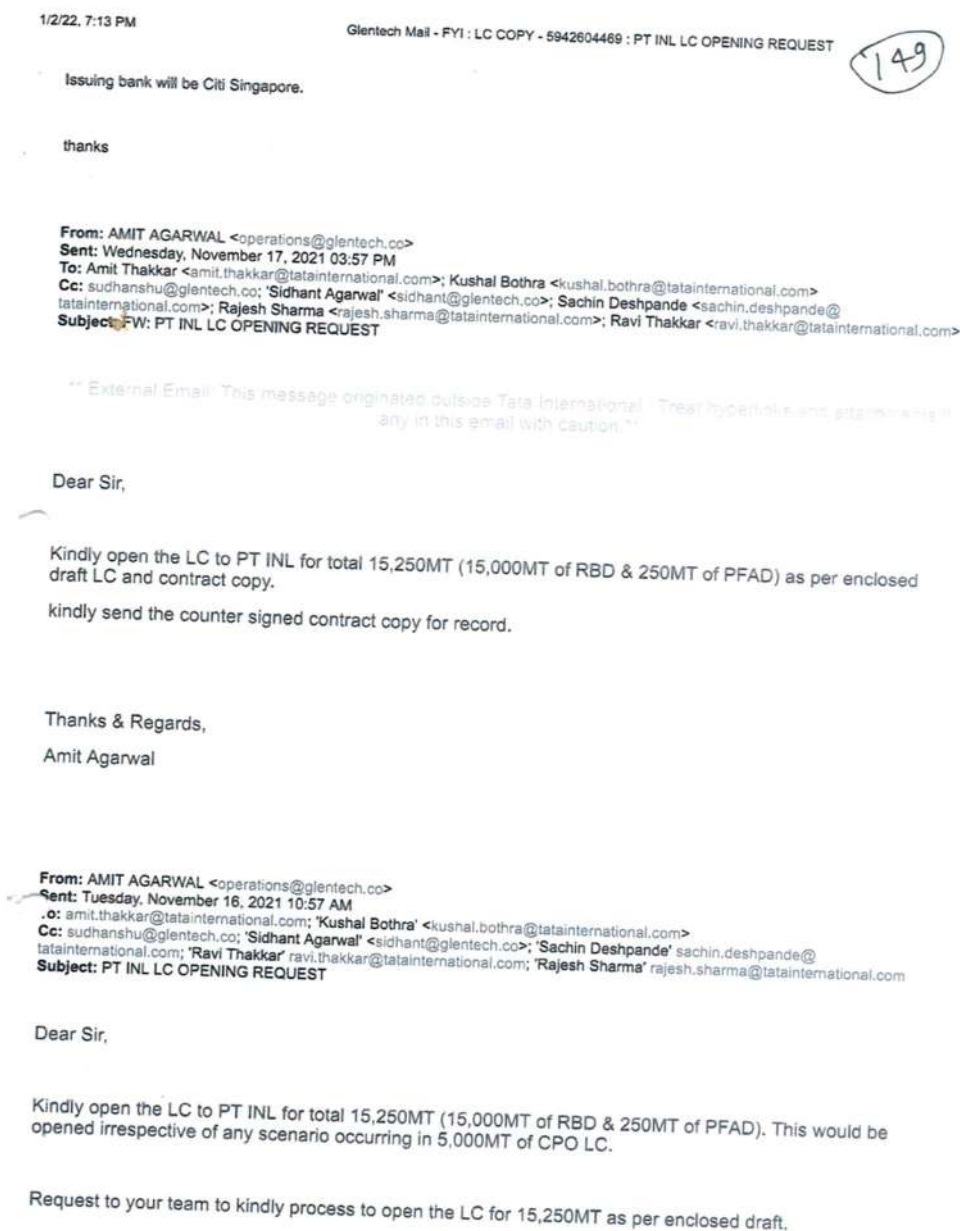 1/2/22, 7:13 PM
Glentech Mail - FYI : LC COPY - 5942604469 : PT INL LC OPENING REQUEST
149
Issuing bank will be Citi Singapore.
thanks
From: AMIT AGARWAL <operations@glentech.co>
Sent: Wednesday, November 17, 2021 03:57 PM
To: Amit Thakkar <amit.thakkar@tatainternational.com>; Kushal Bothra <kushal.bothra@tatainternational.com>
Cc: sudhanshu@glentech.co; 'Sidhant Agarwal' <sidhant@glentech.co>; Sachin Deshpande <sachin.deshpande@
tatainternational.com>; Rajesh Sharma <rajesh.sharma@tatainternational.com>; Ravi Thakkar <ravi.thakkar@tatainternational.com>
Subject: FW: PT INL LC OPENING REQUEST
** External Email: This message originated outside Tata International. Treat hyperlinks and attachments if
any in this email with caution.**
Dear Sir,
Kindly open the LC to PT INL for total 15,250MT (15,000MT of RBD & 250MT of PFAD) as per enclosed
draft LC and contract copy.
kindly send the counter signed contract copy for record.
Thanks & Regards,
Amit Agarwal
From: AMIT AGARWAL <operations@glentech.co>
Sent: Tuesday, November 16, 2021 10:57 AM
.o: amit.thakkar@tatainternational.com; 'Kushal Bothra' <kushal.bothra@tatainternational.com>
Cc: sudhanshu@glentech.co; 'Sidhant Agarwal' <sidhant@glentech.co>; 'Sachin Deshpande' sachin.deshpande@
tatainternational.com; 'Ravi Thakkar' ravi.thakkar@tatainternational.com; 'Rajesh Sharma' rajesh.sharma@tatainternational.com
Subject: PT INL LC OPENING REQUEST
Dear Sir,
Kindly open the LC to PT INL for total 15,250MT (15,000MT of RBD & 250MT of PFAD). This would be
opened irrespective of any scenario occurring in 5,000MT of CPO LC.
Request to your team to kindly process to open the LC for 15,250MT as per enclosed draft.